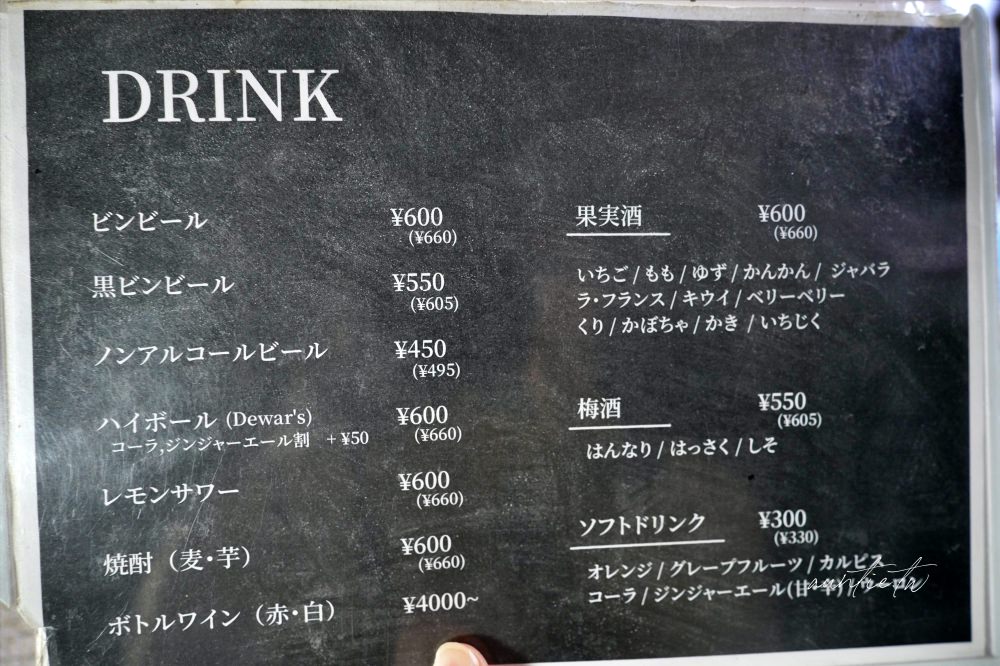 DRINK
ビンビール ¥600
(¥660)
黒ビンビール ¥550
(¥605)
ノンアルコールビール ¥450
(¥495)
ハイボール (Dewar's) ¥600
コーラ,ジンジャーエール割 +¥50 (¥660)
レモンサワー ¥600
(¥660)
焼酎（麦・芋） ¥600
(¥660)
ボトルワイン（赤・白） ¥4000~
果実酒 ¥600
(¥660)
いちご / もも / ゆず / かんかん / ジャバラ
ラ・フランス / キウイ / ベリーベリー
くり / かぼちゃ / かき / いちじく
梅酒 ¥550
(¥605)
はんなり / はっさく / しそ
ソフトドリンク ¥300
(¥330)
オレンジ / グレープフルーツ / カルピス
コーラ / ジンジャーエール(甘・辛)